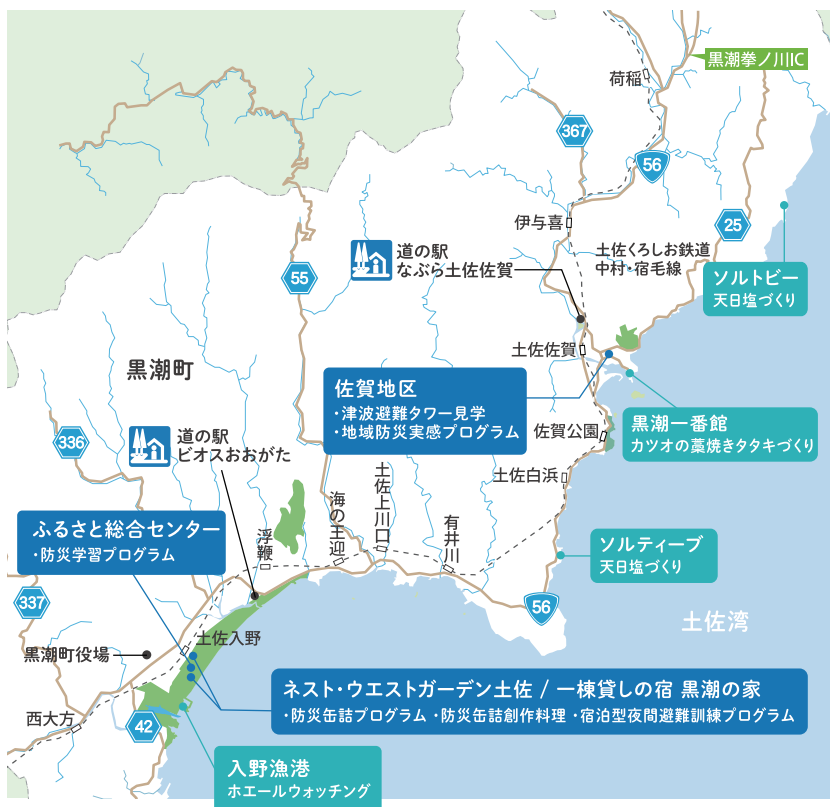 黒潮拳ノ川IC
荷稲
367
56
伊与喜
25
土佐くろしお鉄道
中村・宿毛線
道の駅
なぶら土佐佐賀
55
ソルトビー
天日塩づくり
土佐佐賀
黒潮町
佐賀地区
・津波避難タワー見学
・地域防災実感プログラム
黒潮一番館
カツオの藁焼きタタキづくり
佐賀公園
336
道の駅
ビオスおおがた
土佐白浜
土佐上川口
海の王迎
有井川
浮鞭
ふるさと総合センター
・防災学習プログラム
ソルティーブ
天日塩づくり
337
56
土佐湾
土佐入野
黒潮町役場
ネスト・ウエストガーデン土佐 / 一棟貸しの宿 黒潮の家
・防災缶詰プログラム ・防災缶詰創作料理 ・宿泊型夜間避難訓練プログラム
西大方
42
入野漁港
ホエールウォッチング